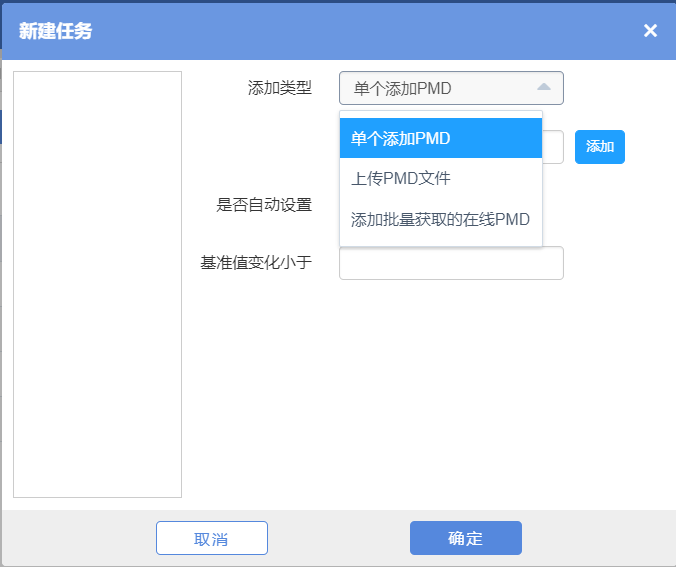 新建任务
添加类型
单个添加PMD
单个添加PMD
添加
上传PMD文件
是否自动设置
添加批量获取的在线PMD
基准值变化小于
取消
确定